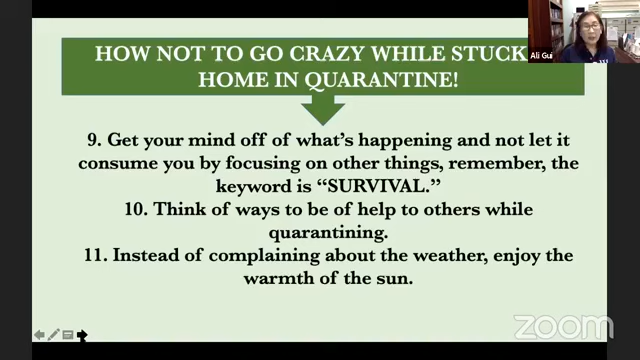 HOW NOT TO GO CRAZY WHILE STUCK
HOME IN QUARANTINE!
9. Get your mind off of what's happening and not let it
consume you by focusing on other things, remember, the
keyword is “SURVIVAL.”
10. Think of ways to be of help to others while
quarantining.
11. Instead of complaining about the weather, enjoy the
warmth of the sun.
Ali Gui
zoom